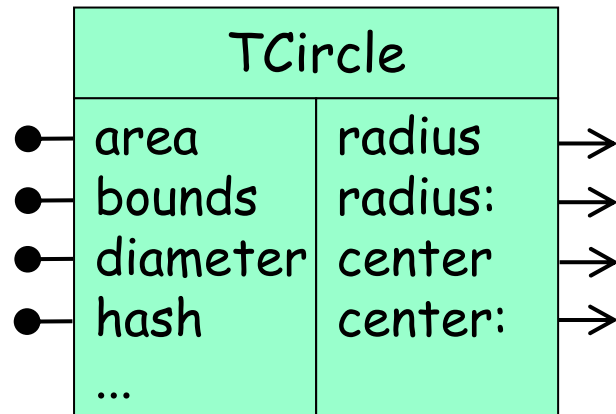 TCircle
area radius
bounds radius:
diameter center
hash center:
...